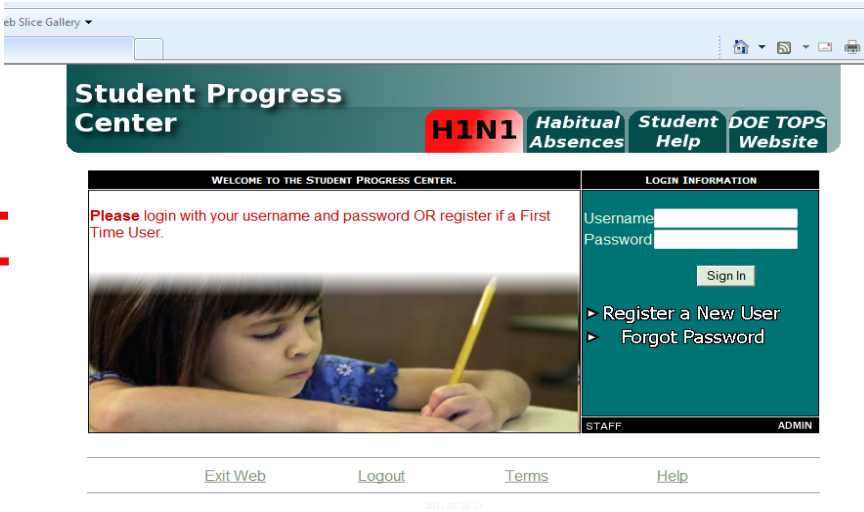 eb Slice Gallery
Student Progress
Center
H1N1
Habitual
Absences
Student
Help
DOE TOPS
Website
WELCOME TO THE STUDENT PROGRESS CENTER.
LOGIN INFORMATION
Please login with your username and password OR register if a First
Time User.
Username
Password
Sign In
Register a New User
Forgot Password
STAFF
ADMIN
Exit Web
Logout
Terms
Help